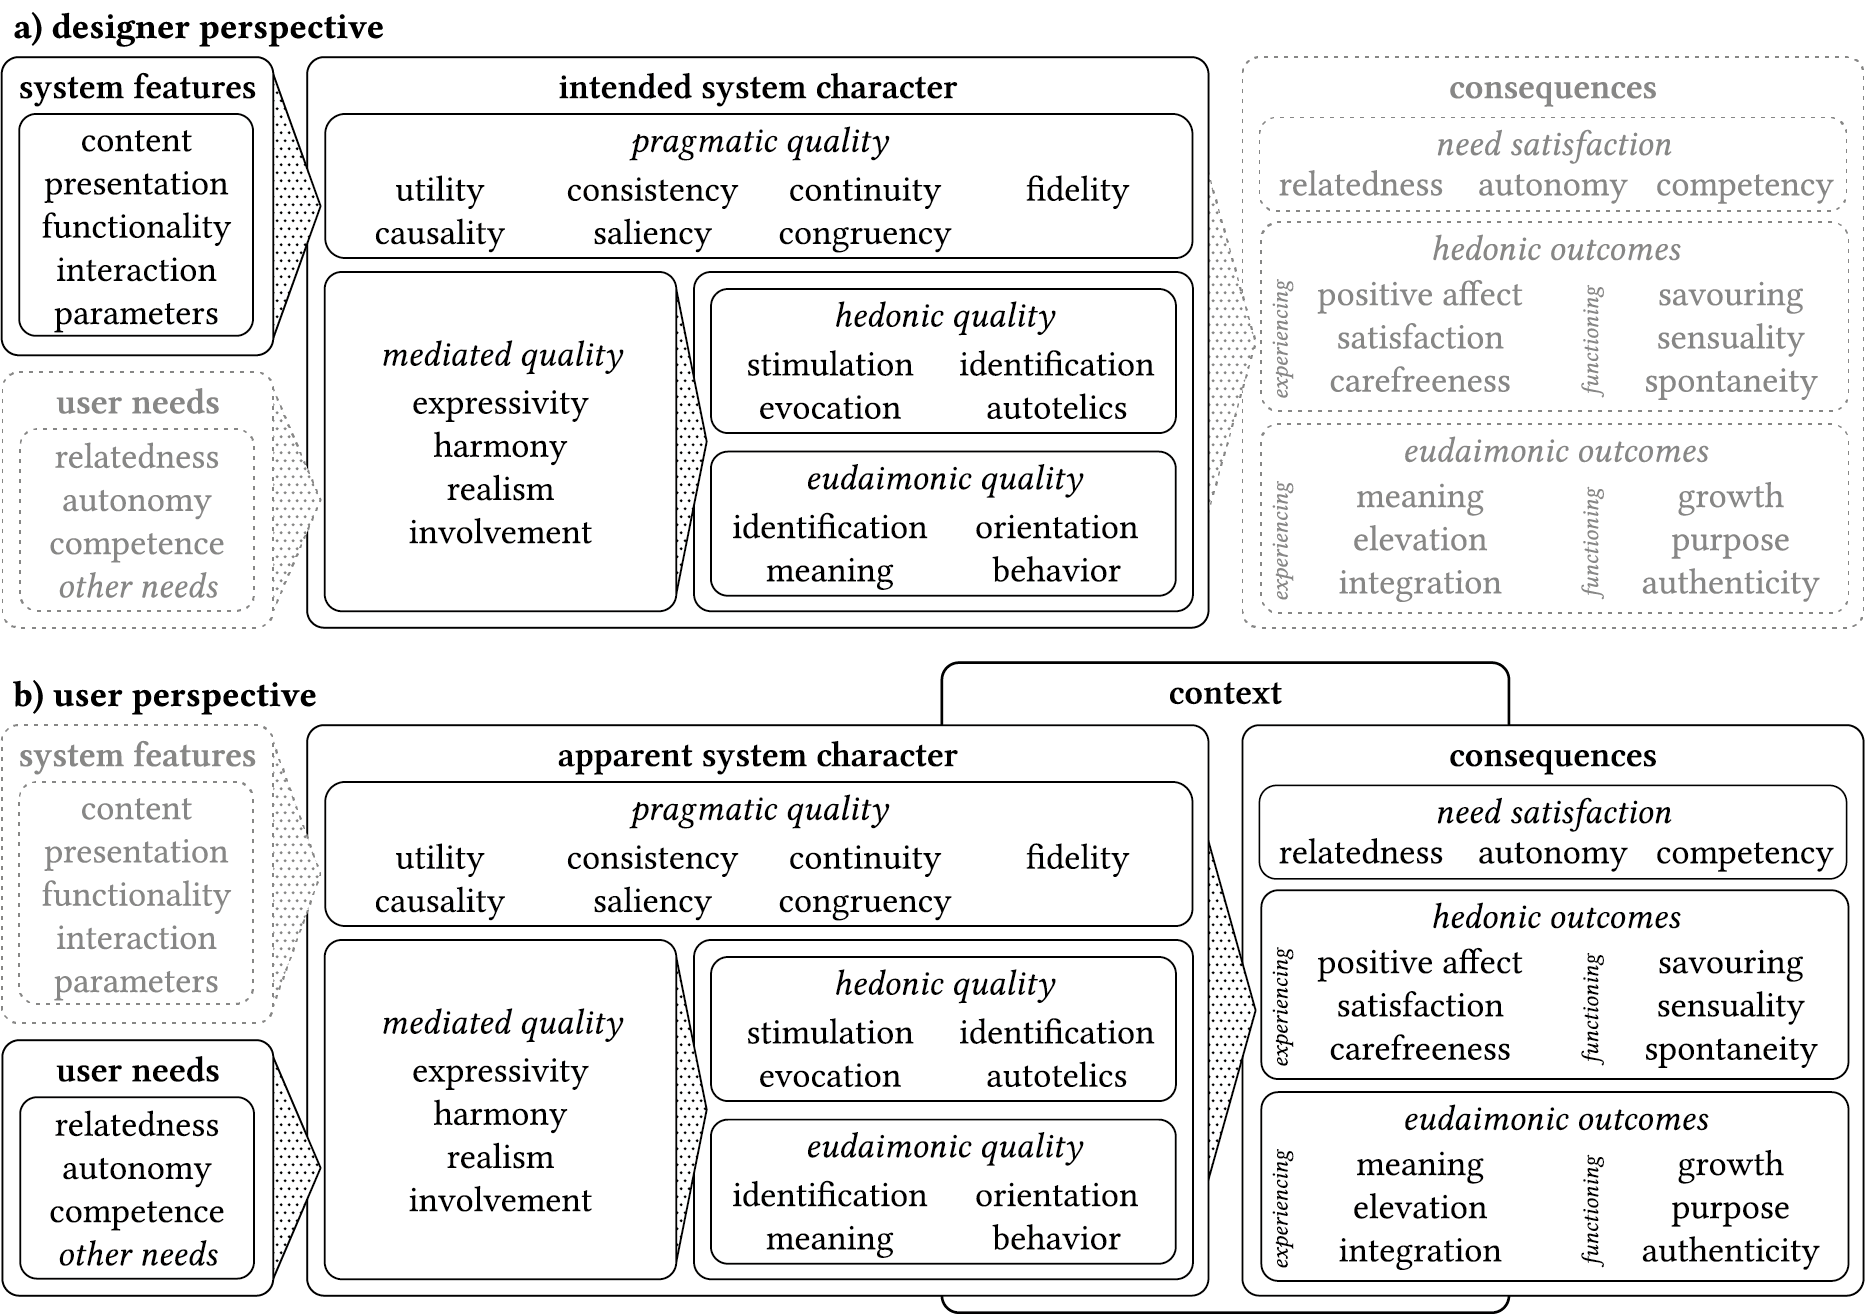 a) designer perspective
system features
content
presentation
functionality
interaction
parameters
user needs
relatedness
autonomy
competence
other needs
intended system character
pragmatic quality
utility consistency continuity fidelity
causality saliency congruency
mediated quality
expressivity
harmony
realism
involvement
hedonic quality
stimulation identification
evocation autotelics
eudaimonic quality
identification orientation
meaning behavior
consequences
need satisfaction
relatedness autonomy competency
hedonic outcomes
experiencing
positive affect
satisfaction
carefreeness
functioning
savouring
sensuality
spontaneity
eudaimonic outcomes
experiencing
meaning
elevation
integration
functioning
growth
purpose
authenticity
b) user perspective
context
system features
content
presentation
functionality
interaction
parameters
user needs
relatedness
autonomy
competence
other needs
apparent system character
pragmatic quality
utility consistency continuity fidelity
causality saliency congruency
mediated quality
expressivity
harmony
realism
involvement
hedonic quality
stimulation identification
evocation autotelics
eudaimonic quality
identification orientation
meaning behavior
consequences
need satisfaction
relatedness autonomy competency
hedonic outcomes
experiencing
positive affect
satisfaction
carefreeness
functioning
savouring
sensuality
spontaneity
eudaimonic outcomes
experiencing
meaning
elevation
integration
functioning
growth
purpose
authenticity